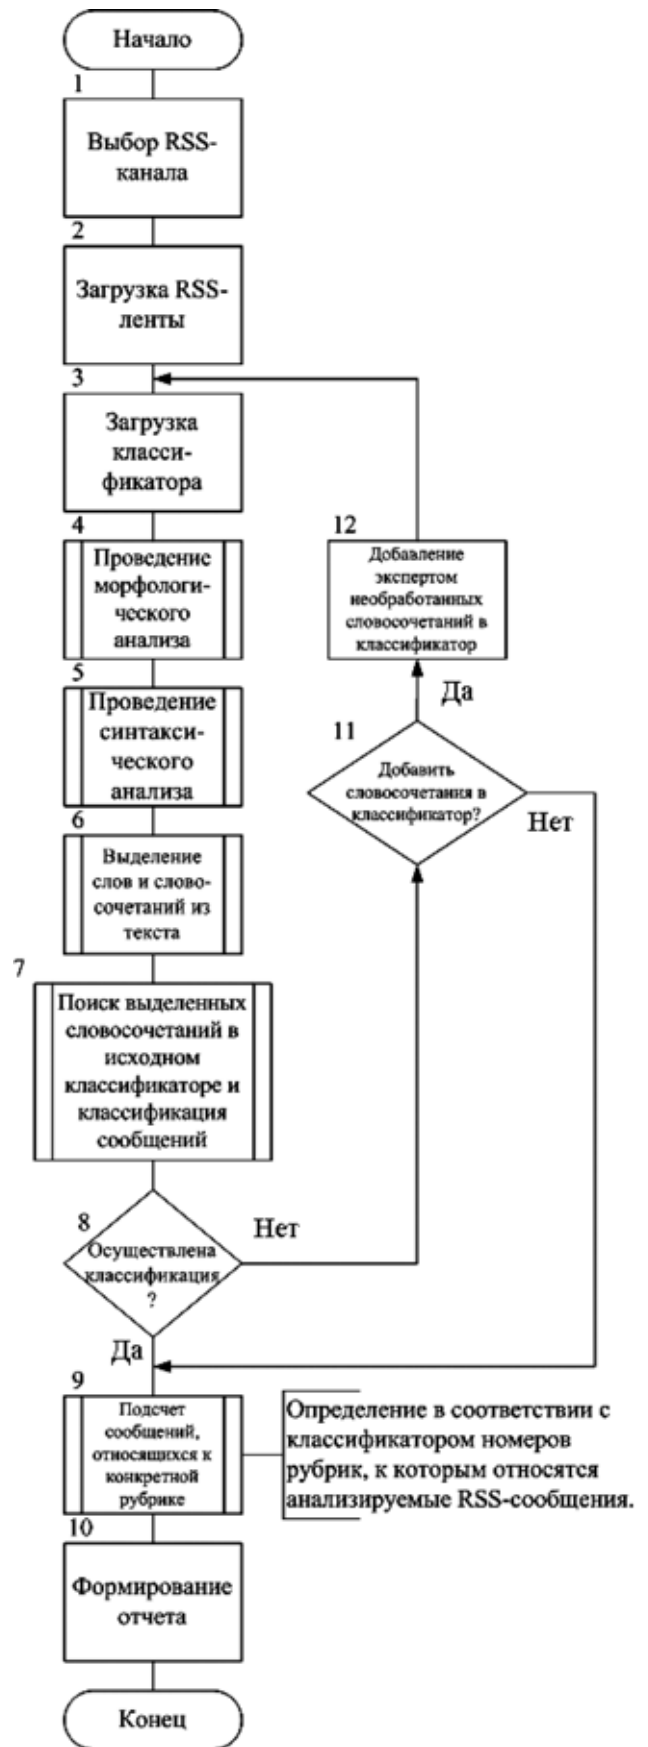 Начало
1
Выбор RSS-
канала
2
Загрузка RSS-
ленты
3
Загрузка
класси-
фикатора
4
Проведение
морфологи-
ческого
анализа
5
Проведение
синтакси-
ческого
анализа
6
Выделение
слов и слово-
сочетаний из
текста
7
Поиск выделенных
словосочетаний в
исходном
классификаторе и
классификация
сообщений
8
Осуществлена
классификация
?
Нет
Да
11
Добавить
словосочетания в
классификатор?
Да
Нет
12
Добавление
экспертом
необработанных
словосочетаний в
классификатор
9
Подсчет
сообщений,
относящихся к
конкретной
рубрике
Определение в соответствии с
классификатором номеров
рубрик, к которым относятся
анализируемые RSS-сообщения.
10
Формирование
отчета
Конец